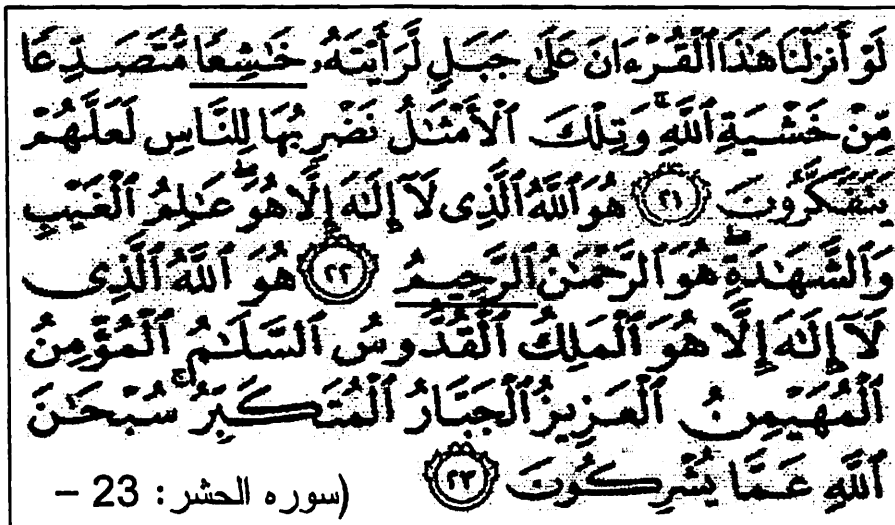 لَوْ أَنزَلْنَا هَٰذَا ٱلْقُرْءَانَ عَلَىٰ جَبَلٍ لَّرَأَيْتَهُۥ خَٰشِعًا مُّتَصَدِّعًا
مِّنْ خَشْيَةِ ٱللَّهِ ۚ وَتِلْكَ ٱلْأَمْثَٰلُ نَضْرِبُهَا لِلنَّاسِ لَعَلَّهُمْ
يَتَفَكَّرُونَ ﴿٢١﴾ هُوَ ٱللَّهُ ٱلَّذِى لَآ إِلَٰهَ إِلَّا هُوَ ۖ عَٰلِمُ ٱلْغَيْبِ
وَٱلشَّهَٰدَةِ ۖ هُوَ ٱلرَّحْمَٰنُ ٱلرَّحِيمُ ﴿٢٢﴾ هُوَ ٱللَّهُ ٱلَّذِى
لَآ إِلَٰهَ إِلَّا هُوَ ٱلْمَلِكُ ٱلْقُدُّوسُ ٱلسَّلَٰمُ ٱلْمُؤْمِنُ
ٱلْمُهَيْمِنُ ٱلْعَزِيزُ ٱلْجَبَّارُ ٱلْمُتَكَبِّرُ ۚ سُبْحَٰنَ
ٱللَّهِ عَمَّا يُشْرِكُونَ ﴿٢٣﴾ (سوره الحشر: 23 –